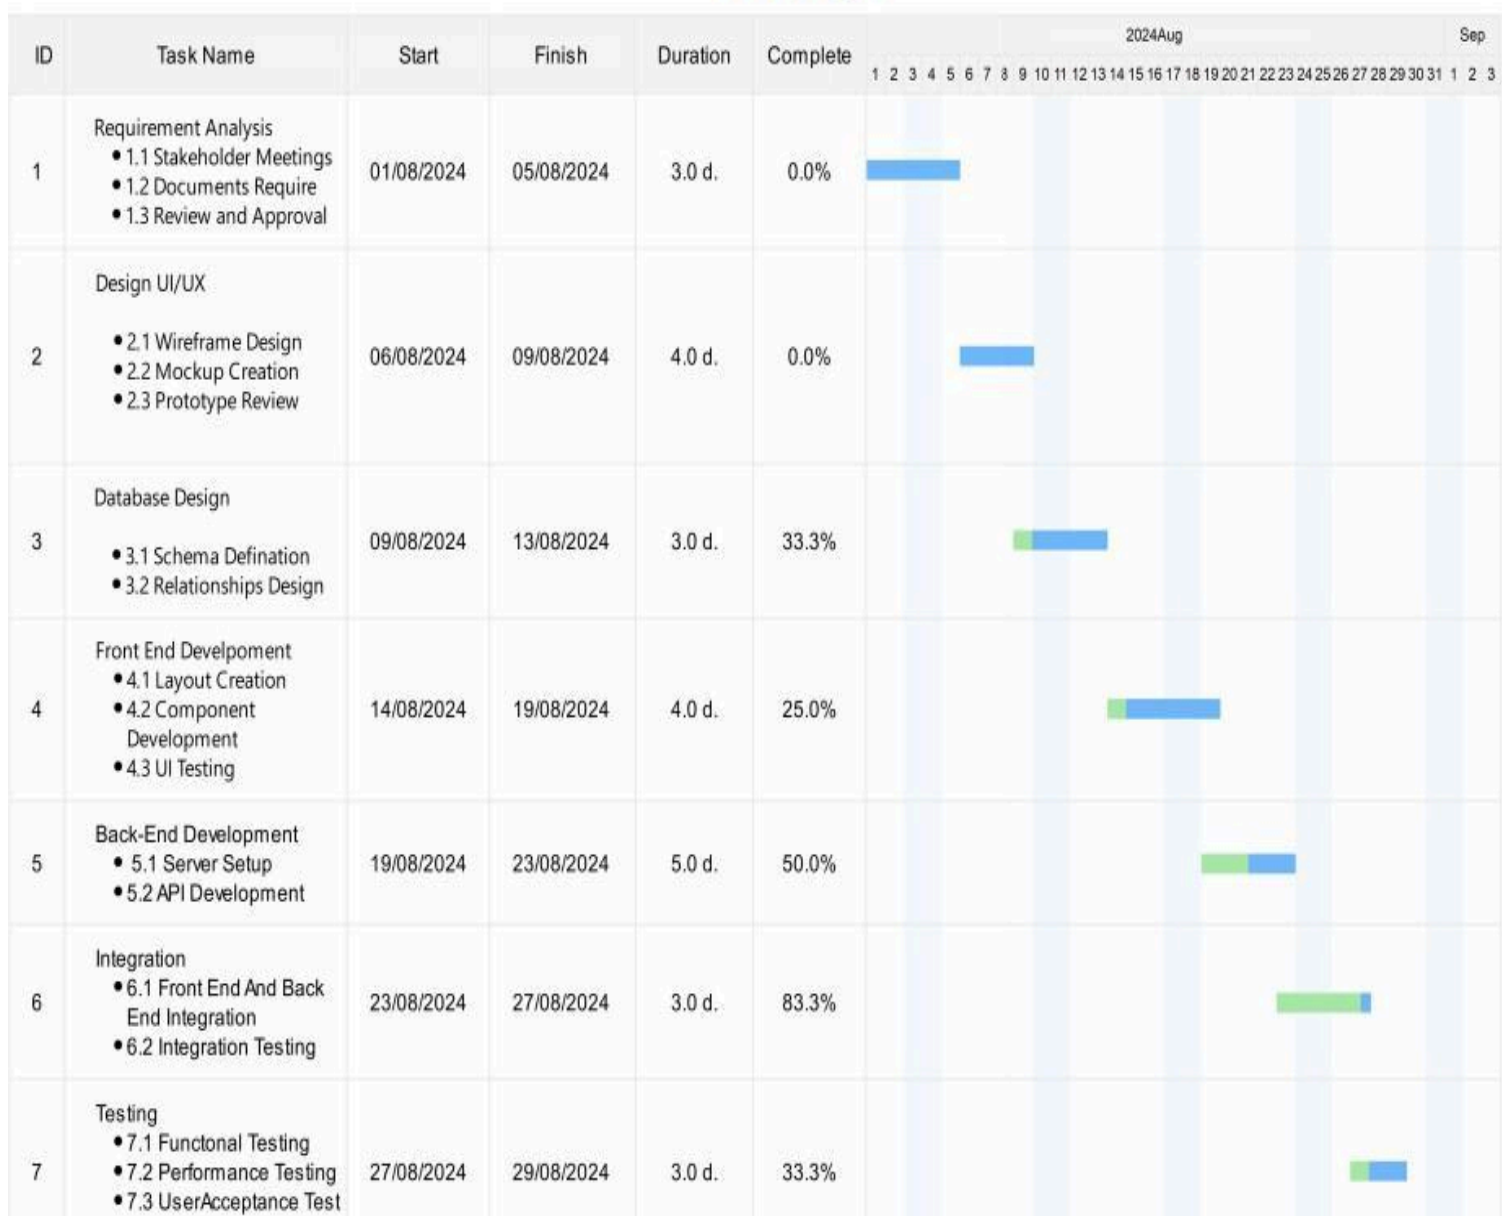 2024Aug Sep
ID Task Name Start Finish Duration Complete
1 2 3 4 5 6 7 8 9 10 11 12 13 14 15 16 17 18 19 20 21 22 23 24 25 26 27 28 29 30 31 1 2 3
Requirement Analysis
• 1.1 Stakeholder Meetings
1 01/08/2024 05/08/2024 3.0 d. 0.0%
• 1.2 Documents Require
• 1.3 Review and Approval
Design UI/UX
• 2.1 Wireframe Design
2 06/08/2024 09/08/2024 4.0 d. 0.0%
• 2.2 Mockup Creation
• 2.3 Prototype Review
Database Design
3 09/08/2024 13/08/2024 3.0 d. 33.3%
• 3.1 Schema Defination
• 3.2 Relationships Design
Front End Develpoment
• 4.1 Layout Creation
4 • 4.2 Component 14/08/2024 19/08/2024 4.0 d. 25.0%
Development
• 4.3 UI Testing
Back-End Development
5 • 5.1 Server Setup 19/08/2024 23/08/2024 5.0 d. 50.0%
• 5.2 API Development
Integration
• 6.1 Front End And Back
6 23/08/2024 27/08/2024 3.0 d. 83.3%
End Integration
• 6.2 Integration Testing
Testing
• 7.1 Functonal Testing
7 • 7.2 Performance Testing 27/08/2024 29/08/2024 3.0 d. 33.3%
• 7.3 UserAcceptance Test